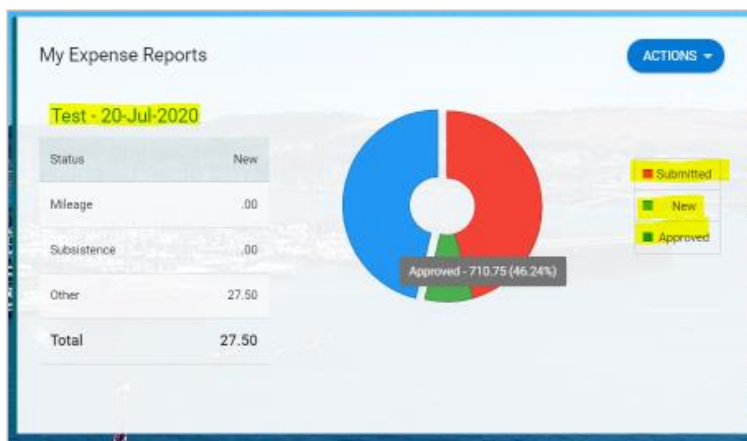 My Expense Reports
ACTIONS
Test - 20-Jul-2020
Status New
Mileage .00
Subsistence .00
Other 27.50
Total 27.50
Approved - 710.75 (46.24%)
Submitted
New
Approved